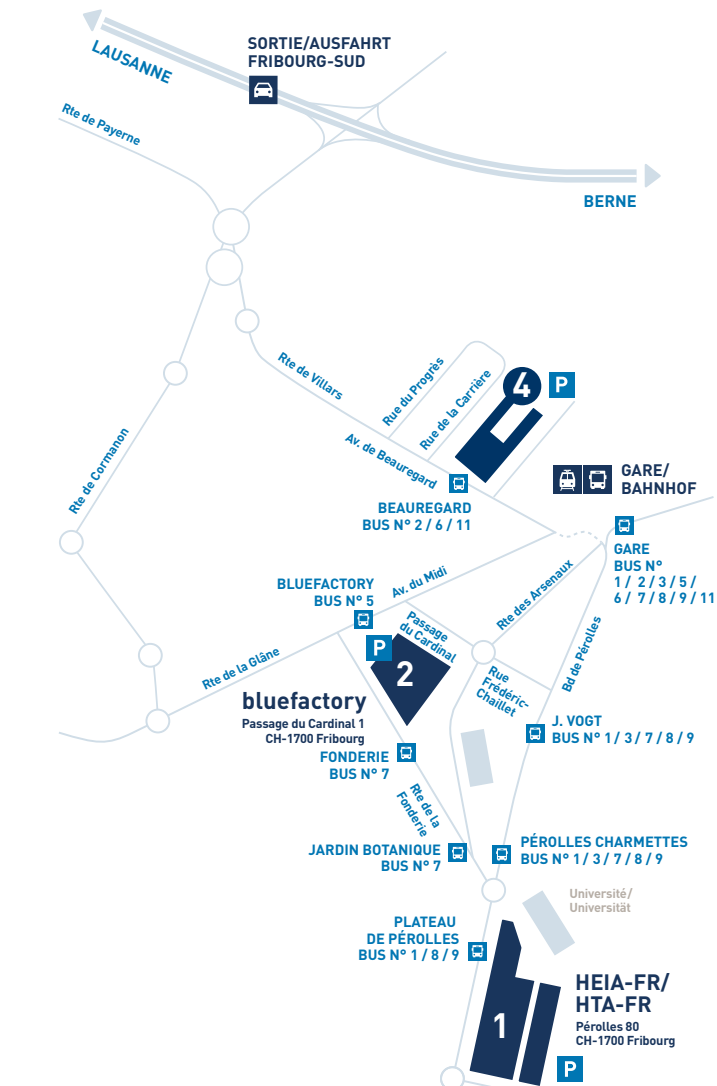 LAUSANNE
SORTIE/AUSFAHRT
FRIBOURG-SUD
Rte de Payerne
BERNE
Rte de Villars
Rue du Progrès
Rue de la Carrière
4
P
Av. de Beauregard
Rte de Cormanon
GARE/
BAHNHOF
BEAUREGARD
BUS N° 2 / 6 / 11
GARE
BUS N°
1 / 2 / 3 / 5 /
6 / 7 / 8 / 9 / 11
BLUEFACTORY
BUS N° 5
Av. du Midi
Rte des Arsenaux
Passage
du Cardinal
P
2
Rte de la Glâne
Bd de Pérolles
Rue
Frédéric-
Chaillet
bluefactory
Passage du Cardinal 1
CH-1700 Fribourg
J. VOGT
BUS N° 1 / 3 / 7 / 8 / 9
FONDERIE
BUS N° 7
Rte de la
Fonderie
JARDIN BOTANIQUE
BUS N° 7
PÉROLLES CHARMETTES
BUS N° 1 / 3 / 7 / 8 / 9
Université/
Universität
PLATEAU
DE PÉROLLES
BUS N° 1 / 8 / 9
HEIA-FR/
HTA-FR
1
Pérolles 80
CH-1700 Fribourg
P